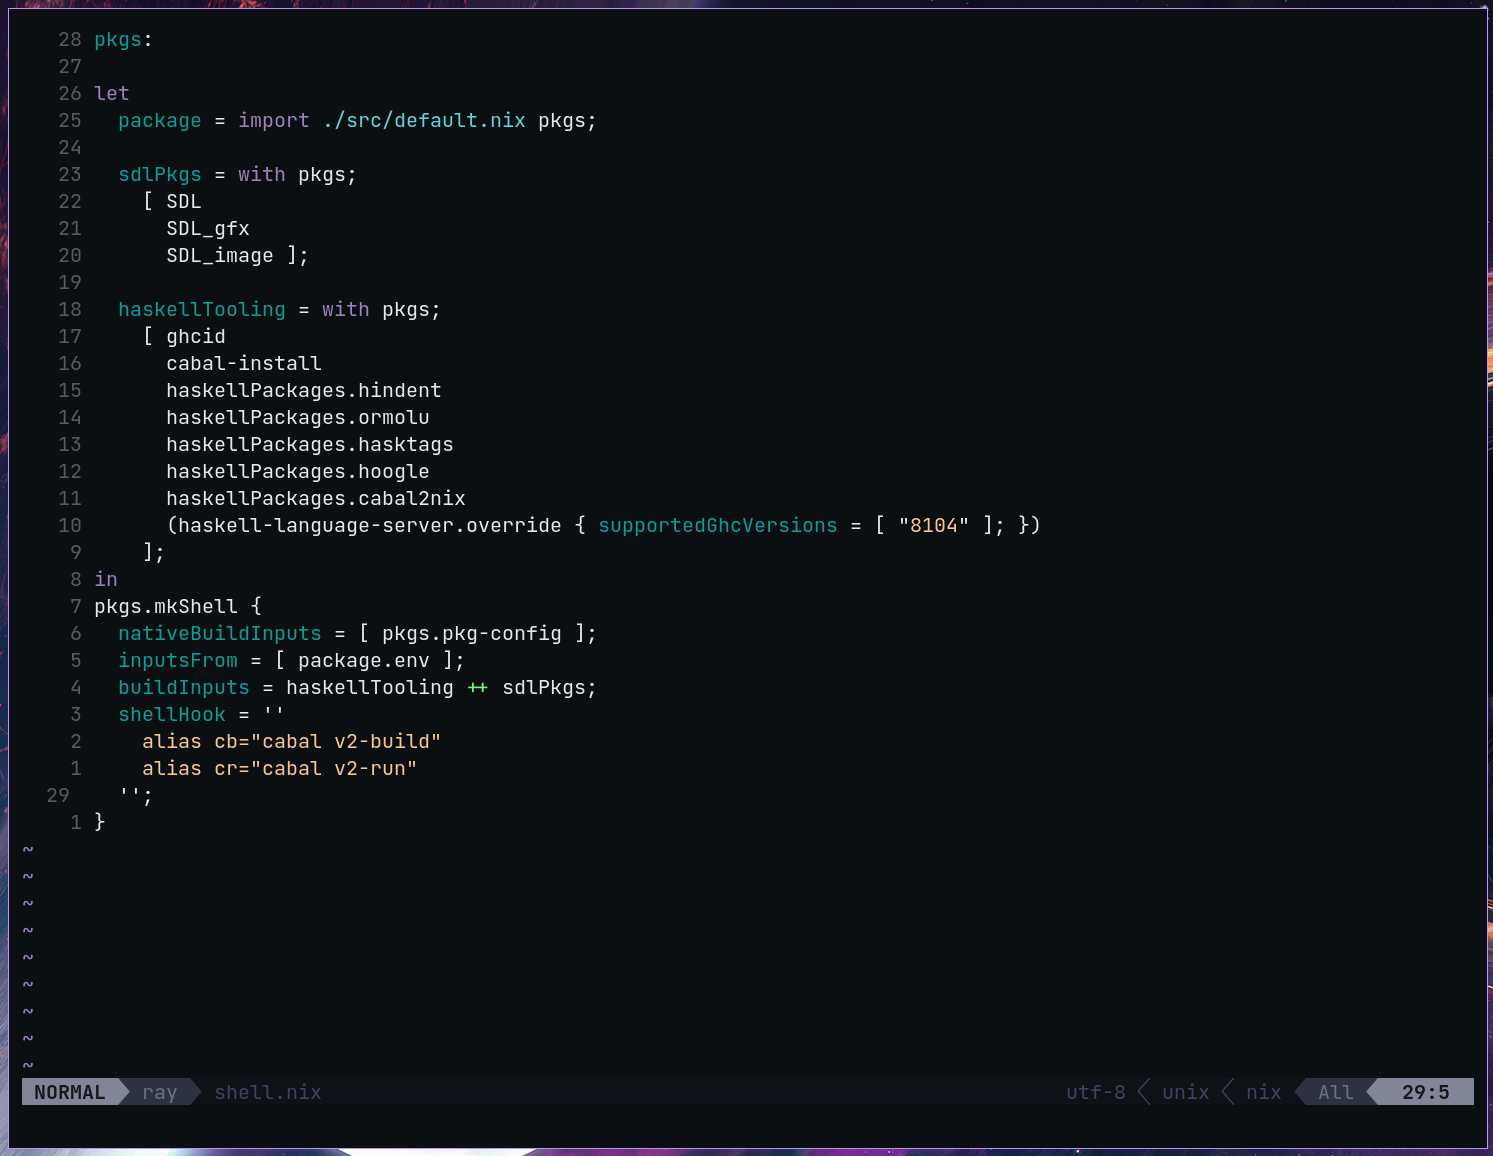 28 pkgs:
27
26 let
25   package = import ./src/default.nix pkgs;
24
23   sdlPkgs = with pkgs;
22     [ SDL
21       SDL_gfx
20       SDL_image ];
19
18   haskellTooling = with pkgs;
17     [ ghcid
16       cabal-install
15       haskellPackages.hindent
14       haskellPackages.ormolu
13       haskellPackages.hasktags
12       haskellPackages.hoogle
11       haskellPackages.cabal2nix
10       (haskell-language-server.override { supportedGhcVersions = [ "8104" ]; })
9     ];
8 in
7 pkgs.mkShell {
6   nativeBuildInputs = [ pkgs.pkg-config ];
5   inputsFrom = [ package.env ];
4   buildInputs = haskellTooling ++ sdlPkgs;
3   shellHook = ''
2     alias cb="cabal v2-build"
1     alias cr="cabal v2-run"
29    '';
1 }
~
~
~
~
~
~
~
~
~
NORMAL ray shell.nix utf-8 unix nix All 29:5